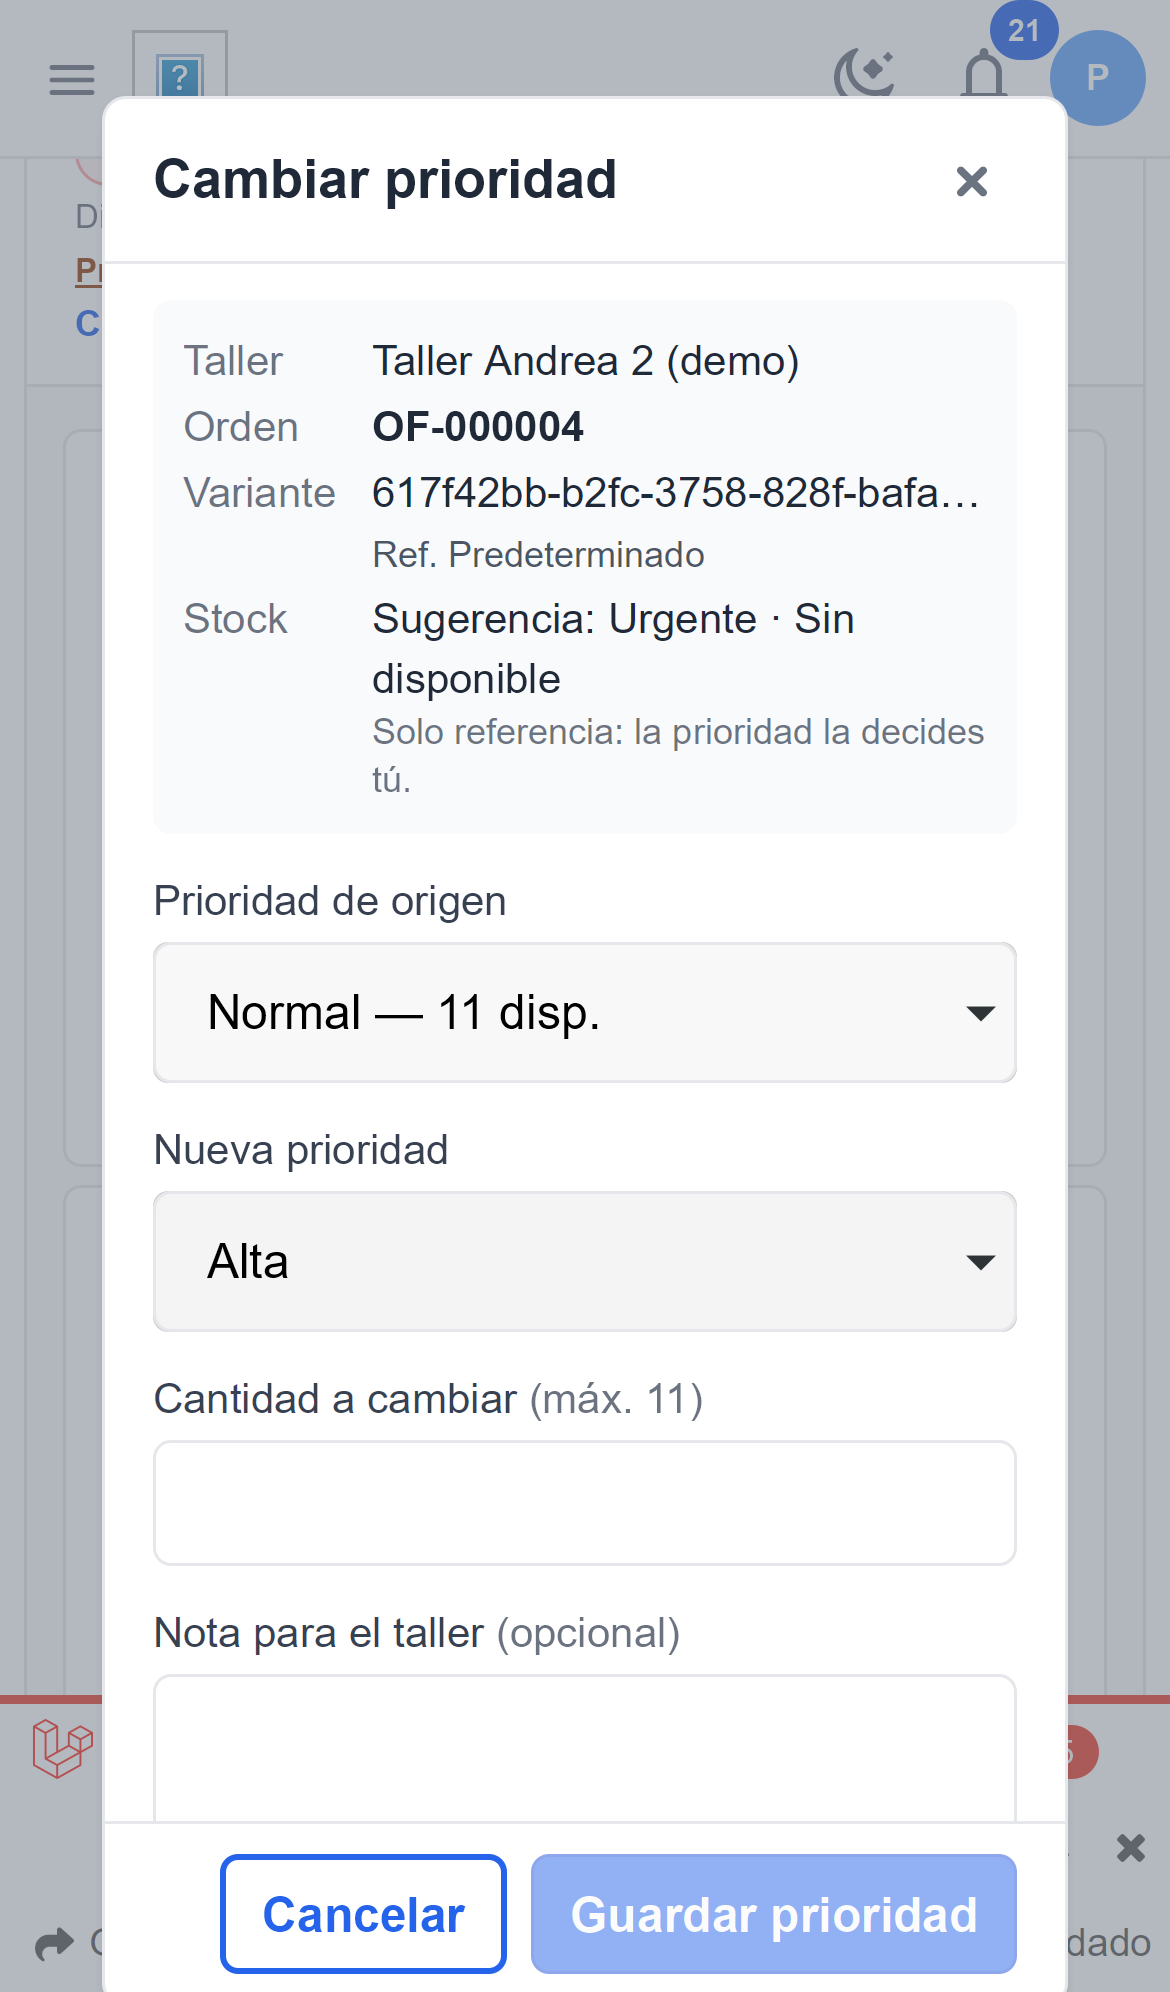 ?
21
P
Cambiar prioridad
Taller Taller Andrea 2 (demo)
Orden OF-000004
Variante 617f42bb-b2fc-3758-828f-bafa…
Ref. Predeterminado
Stock Sugerencia: Urgente · Sin
disponible
Solo referencia: la prioridad la decides
tú.
Prioridad de origen
Normal — 11 disp.
Nueva prioridad
Alta
Cantidad a cambiar (máx. 11)
Nota para el taller (opcional)
Cancelar Guardar prioridad
dado